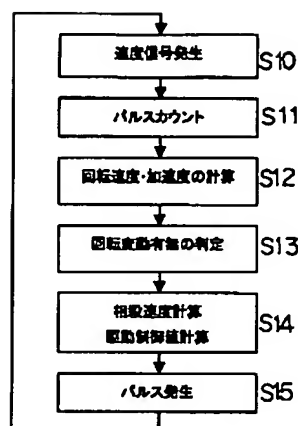 速度信号発生 S10
パルスカウント S11
回転速度・加速度の計算 S12
回転変動有無の判定 S13
相殺速度計算
駆動制御値計算 S14
パルス発生 S15